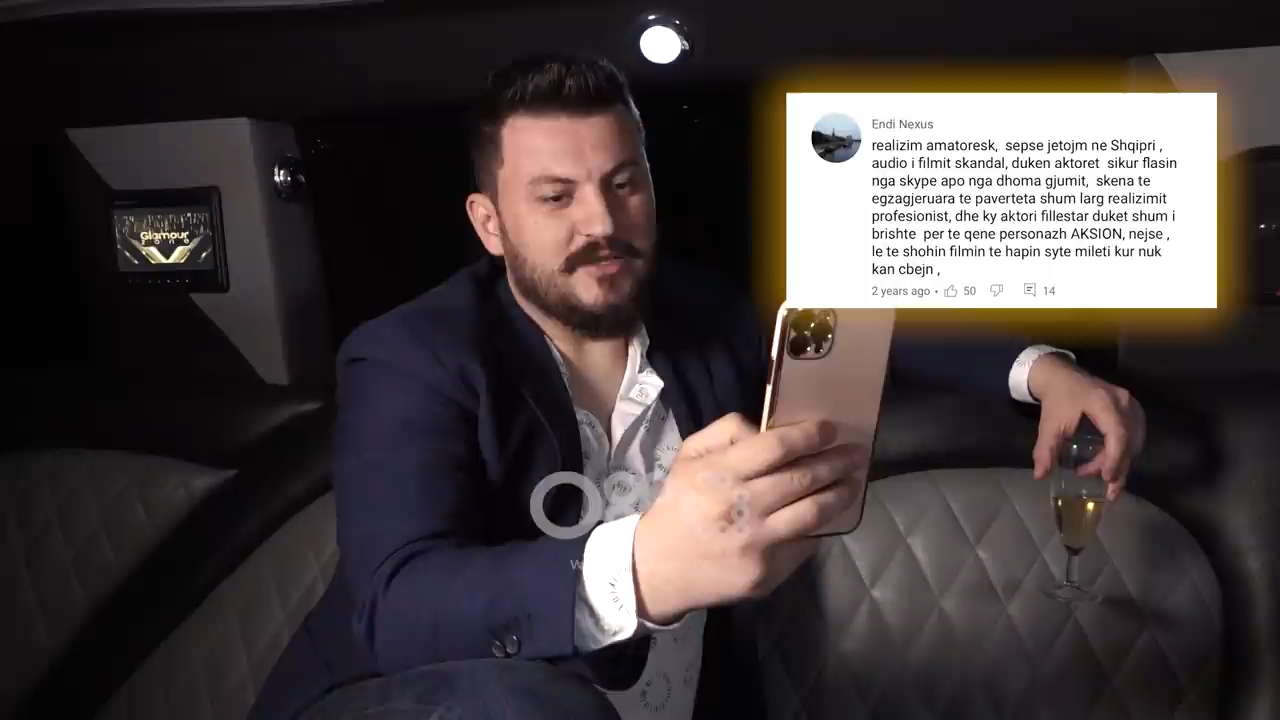 Endi Nexus
realizim amatoresk,  sepse jetojm ne Shqipri ,
audio i filmit skandal, duken aktoret  sikur flasin
nga skype apo nga dhoma gjumit,  skena te
egzagjeruara te paverteta shum larg realizimit
profesionist, dhe ky aktori fillestar duket shum i
brishte  per te qene personazh AKSION, nejse ,
le te shohin filmin te hapin syte mileti kur nuk
kan cbejn ,
2 years ago • 50 14
Glamour
zone